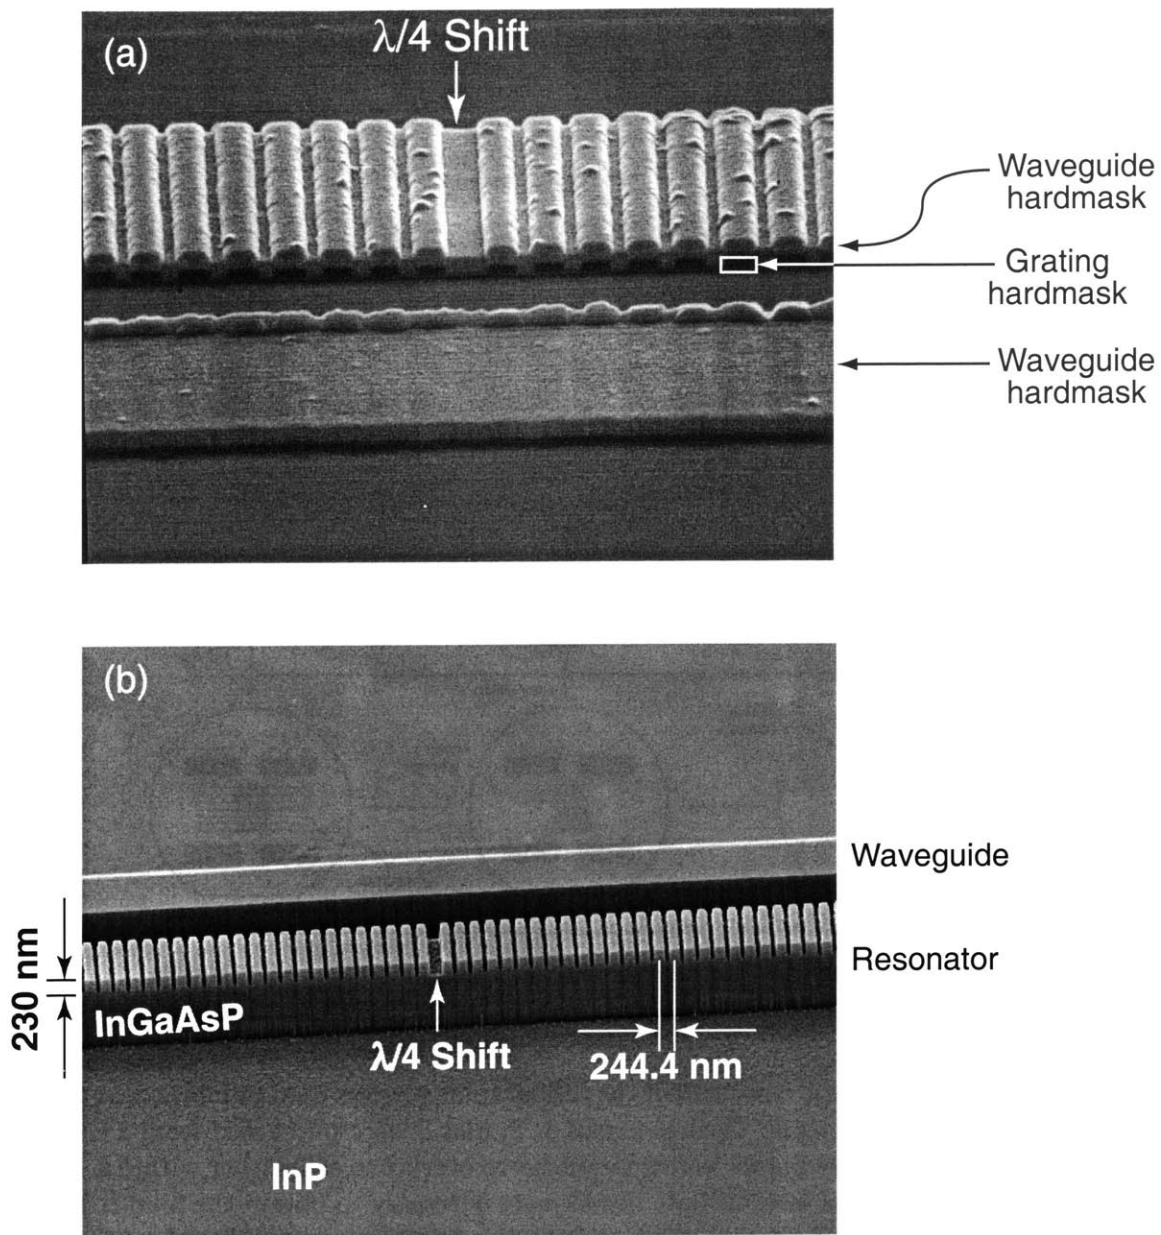 (a)
λ/4 Shift
Waveguide
hardmask
Grating
hardmask
Waveguide
hardmask
(b)
Waveguide
Resonator
230 nm
InGaAsP
λ/4 Shift
244.4 nm
InP